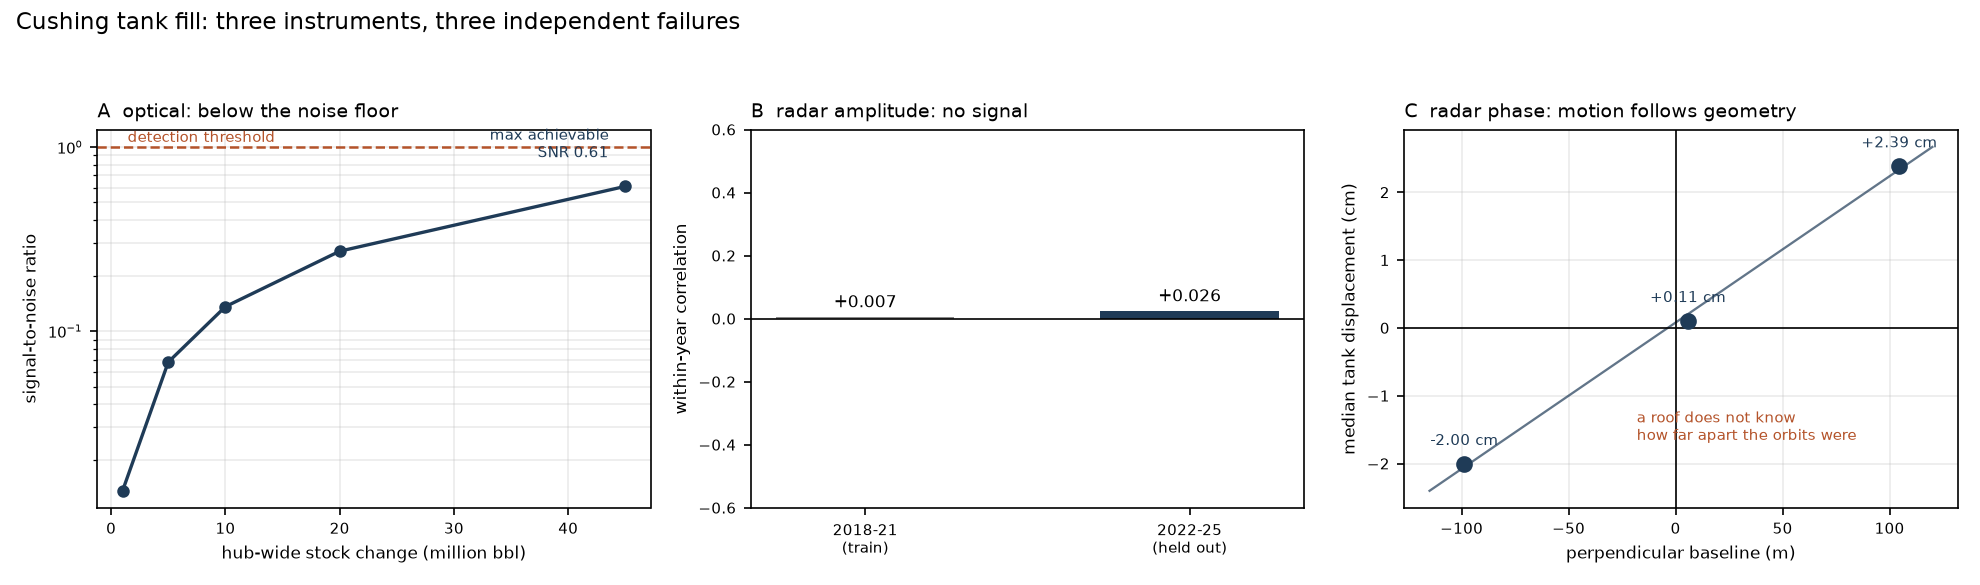 Cushing tank fill: three instruments, three independent failures
A optical: below the noise floor
detection threshold
max achievable
SNR 0.61
10⁰
10⁻¹
signal-to-noise ratio
0 10 20 30 40
hub-wide stock change (million bbl)
B radar amplitude: no signal
0.6
0.4
0.2
0.0
−0.2
−0.4
−0.6
within-year correlation
+0.007
+0.026
2018-21
(train)
2022-25
(held out)
C radar phase: motion follows geometry
+2.39 cm
+0.11 cm
-2.00 cm
a roof does not know
how far apart the orbits were
2
1
0
−1
−2
median tank displacement (cm)
−100 −50 0 50 100
perpendicular baseline (m)